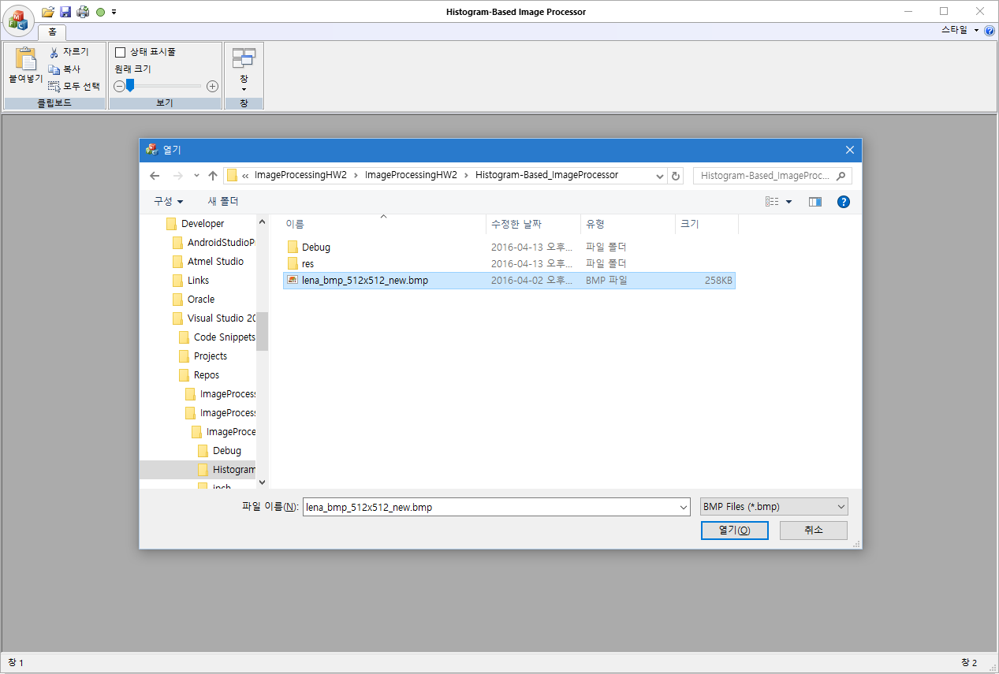 Histogram-Based Image Processor
홈
스타일
붙여넣기
자르기
복사
모두 선택
클립보드
상태 표시줄
원래 크기
보기
창
창
열기
« ImageProcessingHW2 › ImageProcessingHW2 › Histogram-Based_ImageProcessor
Histogram-Based_ImageProc...
구성
새 폴더
Developer
AndroidStudioP
Atmel Studio
Links
Oracle
Visual Studio 20
Code Snippets
Projects
Repos
ImageProcess
ImageProcess
ImageProce
Debug
Histogram
inch
이름 수정한 날짜 유형 크기
Debug 2016-04-13 오후... 파일 폴더
res 2016-04-13 오후... 파일 폴더
lena_bmp_512x512_new.bmp 2016-04-02 오후... BMP 파일 258KB
파일 이름(N): lena_bmp_512x512_new.bmp
BMP Files (*.bmp)
열기(O)
취소
창 1
창 2